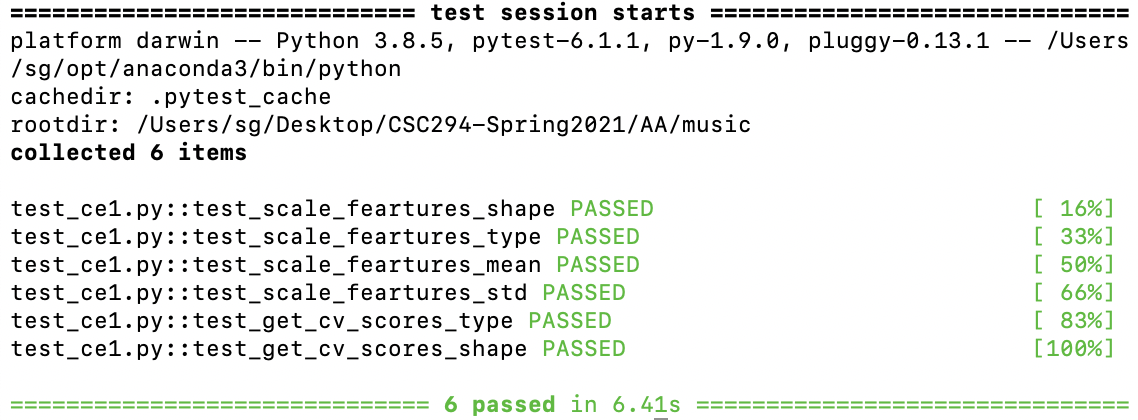 ============================= test session starts ==============================
platform darwin -- Python 3.8.5, pytest-6.1.1, py-1.9.0, pluggy-0.13.1 -- /Users
/sg/opt/anaconda3/bin/python
cachedir: .pytest_cache
rootdir: /Users/sg/Desktop/CSC294-Spring2021/AA/music
collected 6 items

test_ce1.py::test_scale_feartures_shape PASSED                           [ 16%]
test_ce1.py::test_scale_feartures_type PASSED                            [ 33%]
test_ce1.py::test_scale_feartures_mean PASSED                            [ 50%]
test_ce1.py::test_scale_feartures_std PASSED                             [ 66%]
test_ce1.py::test_get_cv_scores_type PASSED                              [ 83%]
test_ce1.py::test_get_cv_scores_shape PASSED                             [100%]

============================== 6 passed in 6.41s ===============================